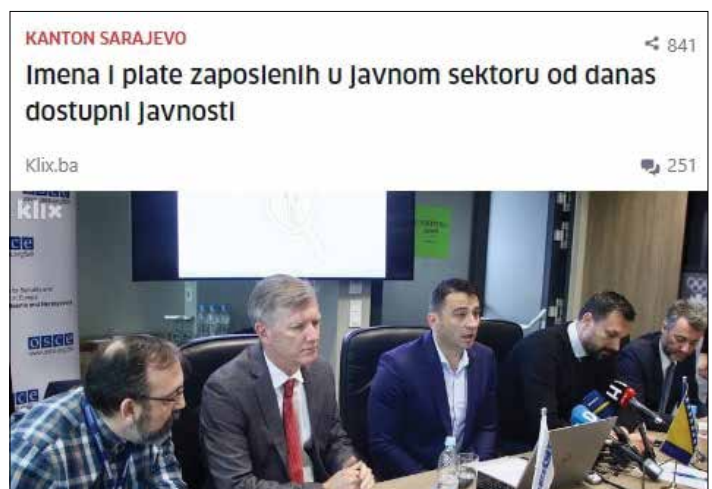 KANTON SARAJEVO
841
Imena i plate zaposlenih u javnom sektoru od danas
dostupni javnosti
Klix.ba
251
klix
OSCE